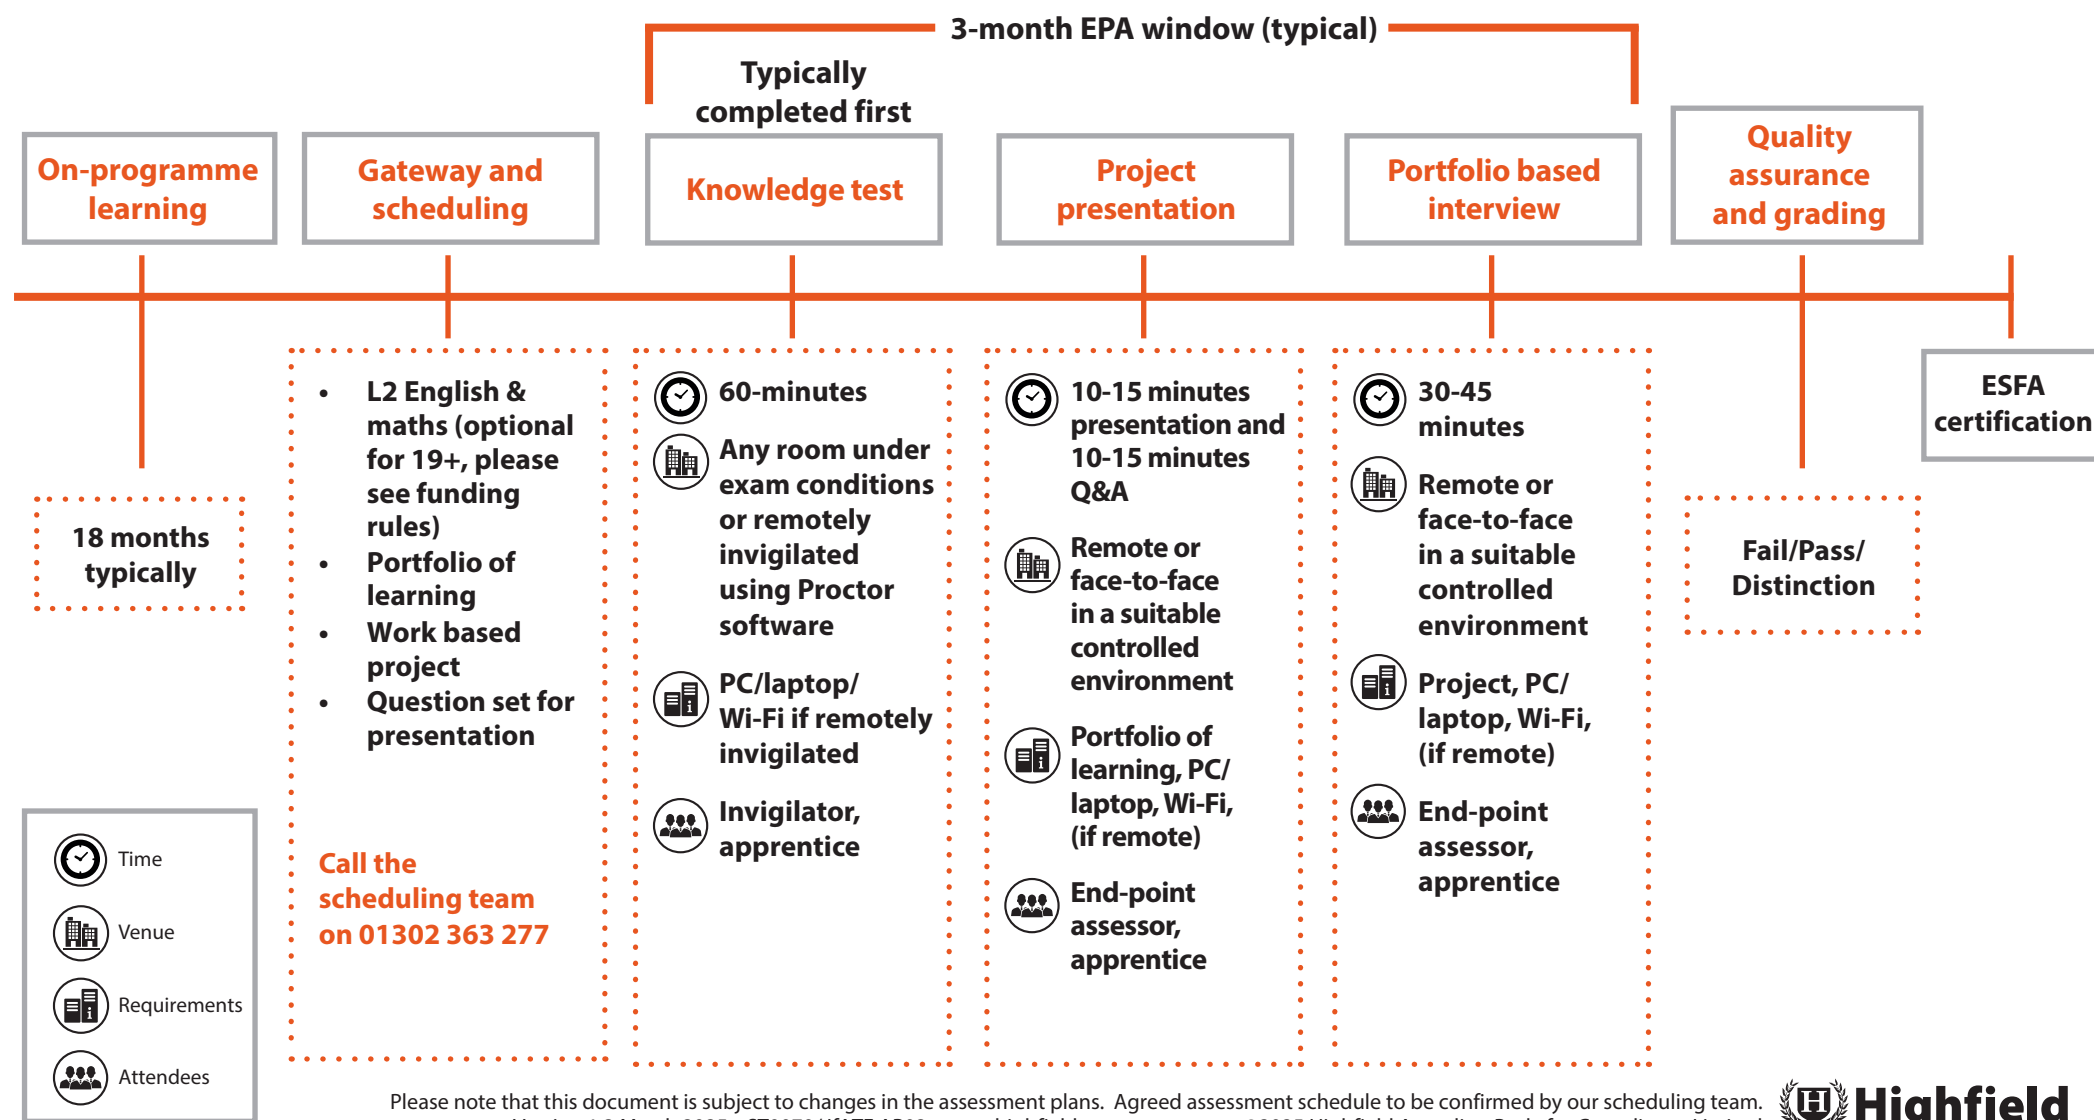 3-month EPA window (typical)
Typically
completed first
On-programme
learning
Gateway and
scheduling
Knowledge test
Project
presentation
Portfolio based
interview
Quality
assurance
and grading
18 months
typically
• L2 English &
maths (optional
for 19+, please
see funding
rules)
• Portfolio of
learning
• Work based
project
• Question set for
presentation
Call the
scheduling team
on 01302 363 277
60-minutes
Any room under
exam conditions
or remotely
invigilated
using Proctor
software
PC/laptop/
Wi-Fi if remotely
invigilated
Invigilator,
apprentice
10-15 minutes
presentation and
10-15 minutes
Q&A
Remote or
face-to-face
in a suitable
controlled
environment
Portfolio of
learning, PC/
laptop, Wi-Fi,
(if remote)
End-point
assessor,
apprentice
30-45
minutes
Remote or
face-to-face
in a suitable
controlled
environment
Project, PC/
laptop, Wi-Fi,
(if remote)
End-point
assessor,
apprentice
Fail/Pass/
Distinction
ESFA
certification
Time
Venue
Requirements
Attendees
Please note that this document is subject to changes in the assessment plans. Agreed assessment schedule to be confirmed by our scheduling team.
H Highfield